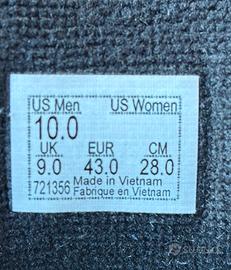 US Men US Women
10.0
UK EUR CM
9.0 43.0 28.0
721356 Made in Vietnam
Fabrique en Vietnam